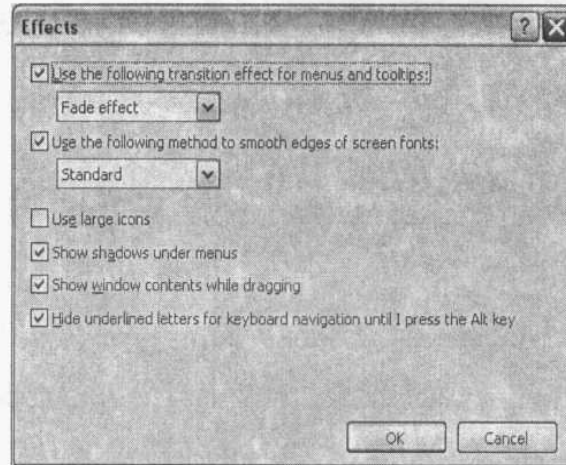 Effects
Use the following transition effect for menus and tooltips:
Fade effect
Use the following method to smooth edges of screen fonts:
Standard
Use large icons
Show shadows under menus
Show window contents while dragging
Hide underlined letters for keyboard navigation until I press the Alt key
OK Cancel